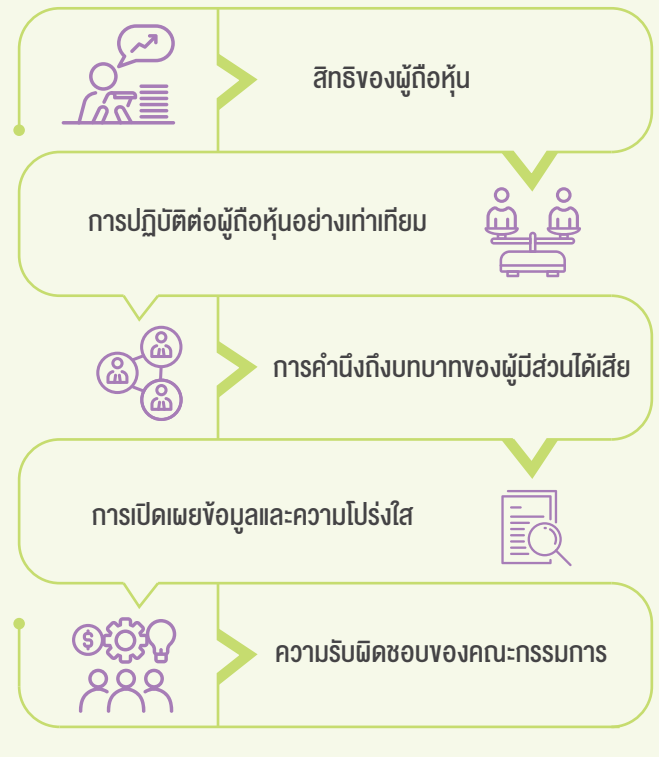 สิทธิของผู้ถือหุ้น
การปฏิบัติต่อผู้ถือหุ้นอย่างเท่าเทียม
การคำนึงถึงบทบาทของผู้มีส่วนได้เสีย
การเปิดเผยข้อมูลและความโปร่งใส
$
ความรับผิดชอบของคณะกรรมการ